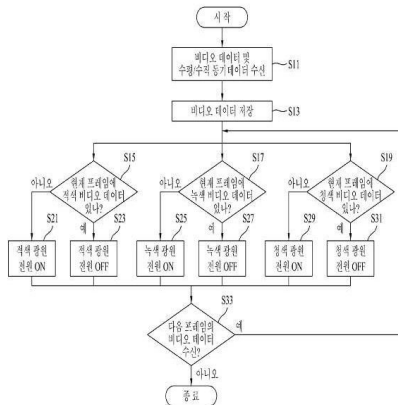 시작
비디오 데이터 및
수평/수직 동기 데이터 수신
S11
비디오 데이터 저장
S13
S15
S17
S19
현재 프레임에
적색 비디오 데이터
있나?
현재 프레임에
녹색 비디오 데이터
있나?
현재 프레임에
청색 비디오 데이터
있나?
아니오
아니오
아니오
S21
S23
S25
S27
S29
S31
예
예
예
적색 광원
전원 ON
적색 광원
전원 OFF
녹색 광원
전원 ON
녹색 광원
전원 OFF
청색 광원
전원 ON
청색 광원
전원 OFF
S33
다음 프레임의
비디오 데이터
수신?
예
아니오
종료